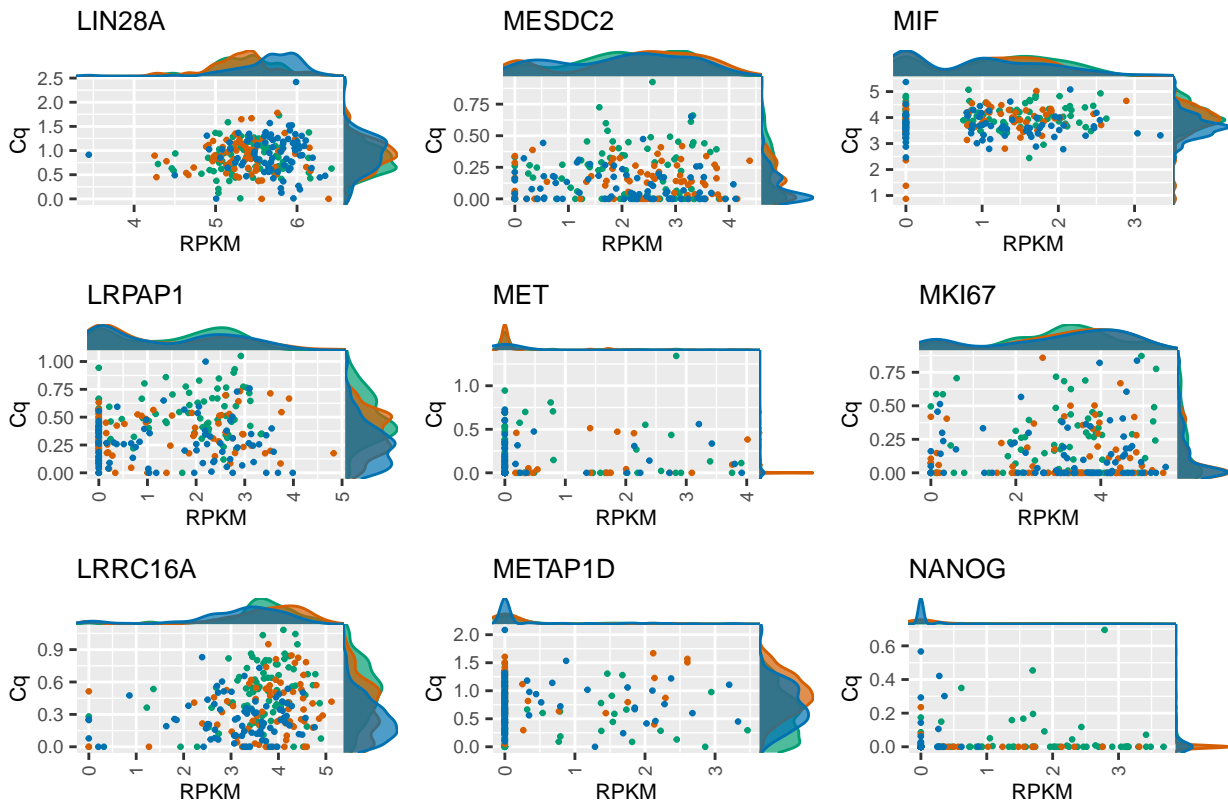 LIN28A
MESDC2
MIF
Cq
2.5
2.0
1.5
1.0
0.5
0.0
4
5
6
RPKM
Cq
0.75
0.50
0.25
0.00
0
1
2
3
4
RPKM
Cq
5
4
3
2
1
0
1
2
3
RPKM
LRPAP1
MET
MKI67
Cq
1.00
0.75
0.50
0.25
0.00
0
1
2
3
4
5
RPKM
Cq
1.0
0.5
0.0
0
1
2
3
4
RPKM
Cq
0.75
0.50
0.25
0.00
0
2
4
RPKM
LRRC16A
METAP1D
NANOG
Cq
0.9
0.6
0.3
0.0
0
1
2
3
4
5
RPKM
Cq
2.0
1.5
1.0
0.5
0.0
0
1
2
3
RPKM
Cq
0.6
0.4
0.2
0.0
0
1
2
3
RPKM